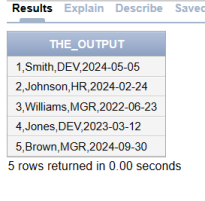 Results Explain Describe Saved
THE_OUTPUT
1,Smith,DEV,2024-05-05
2,Johnson,HR,2024-02-24
3,Williams,MGR,2022-06-23
4,Jones,DEV,2023-03-12
5,Brown,MGR,2024-09-30
5 rows returned in 0.00 seconds